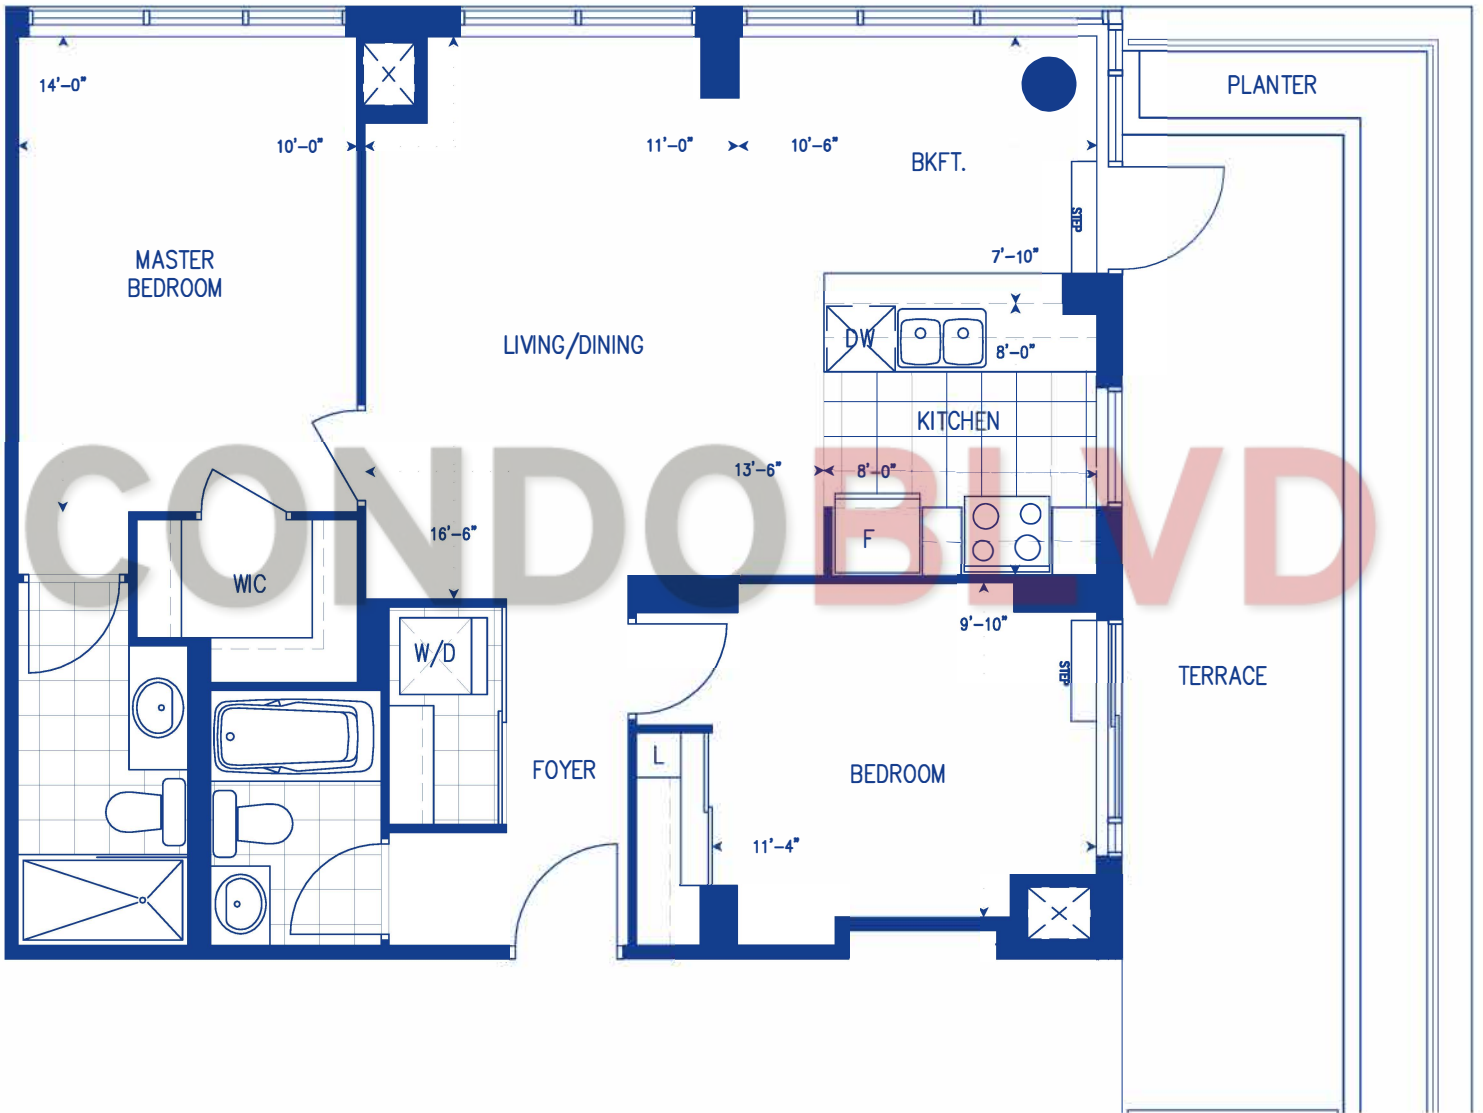 14'-0"
PLANTER
10'-0"
11'-0"
10'-6"
BKFT.
STEP
7'-10"
MASTER
BEDROOM
LIVING/DINING
DW
8'-0"
KITCHEN
13'-6"
8'-0"
CONDOBLVD
16'-6"
F
WIC
9'-10"
W/D
STEP
TERRACE
L
FOYER
BEDROOM
11'-4"